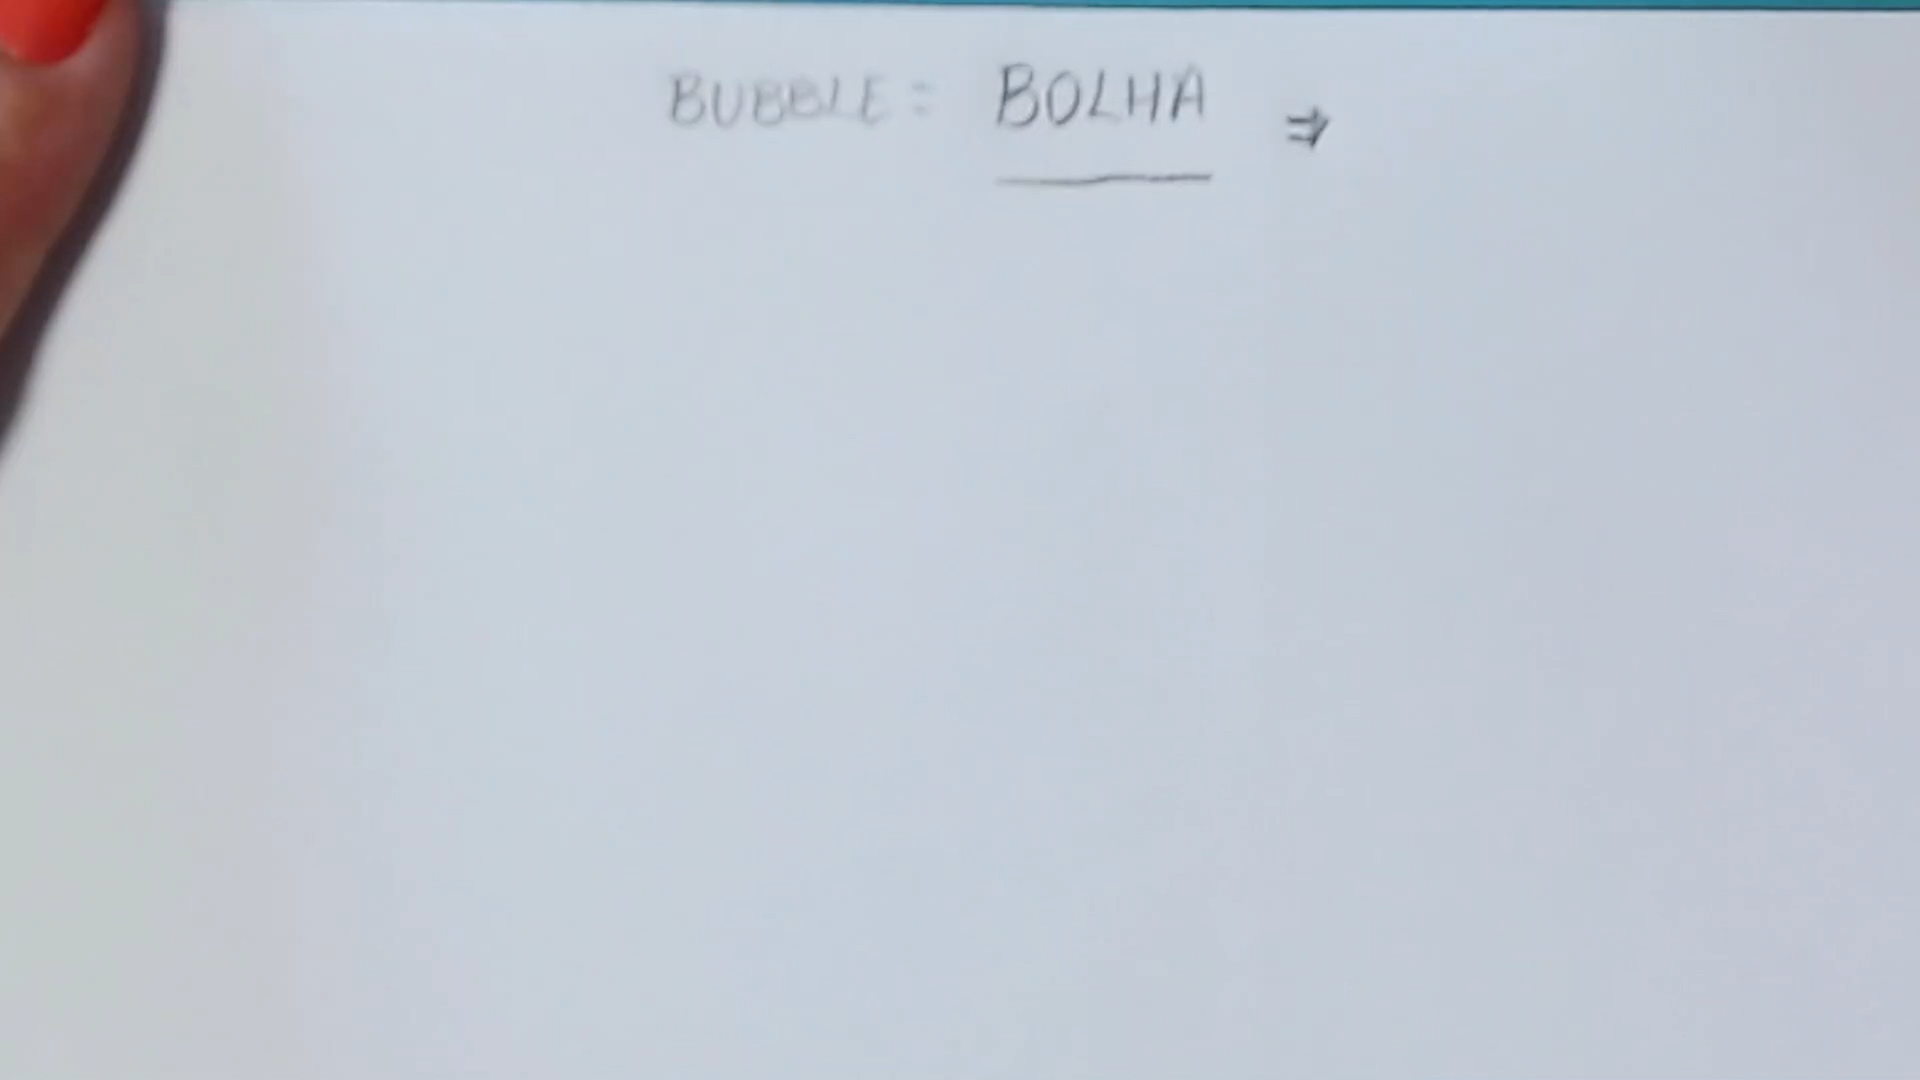 BUBBLE = BOLHA ⇒